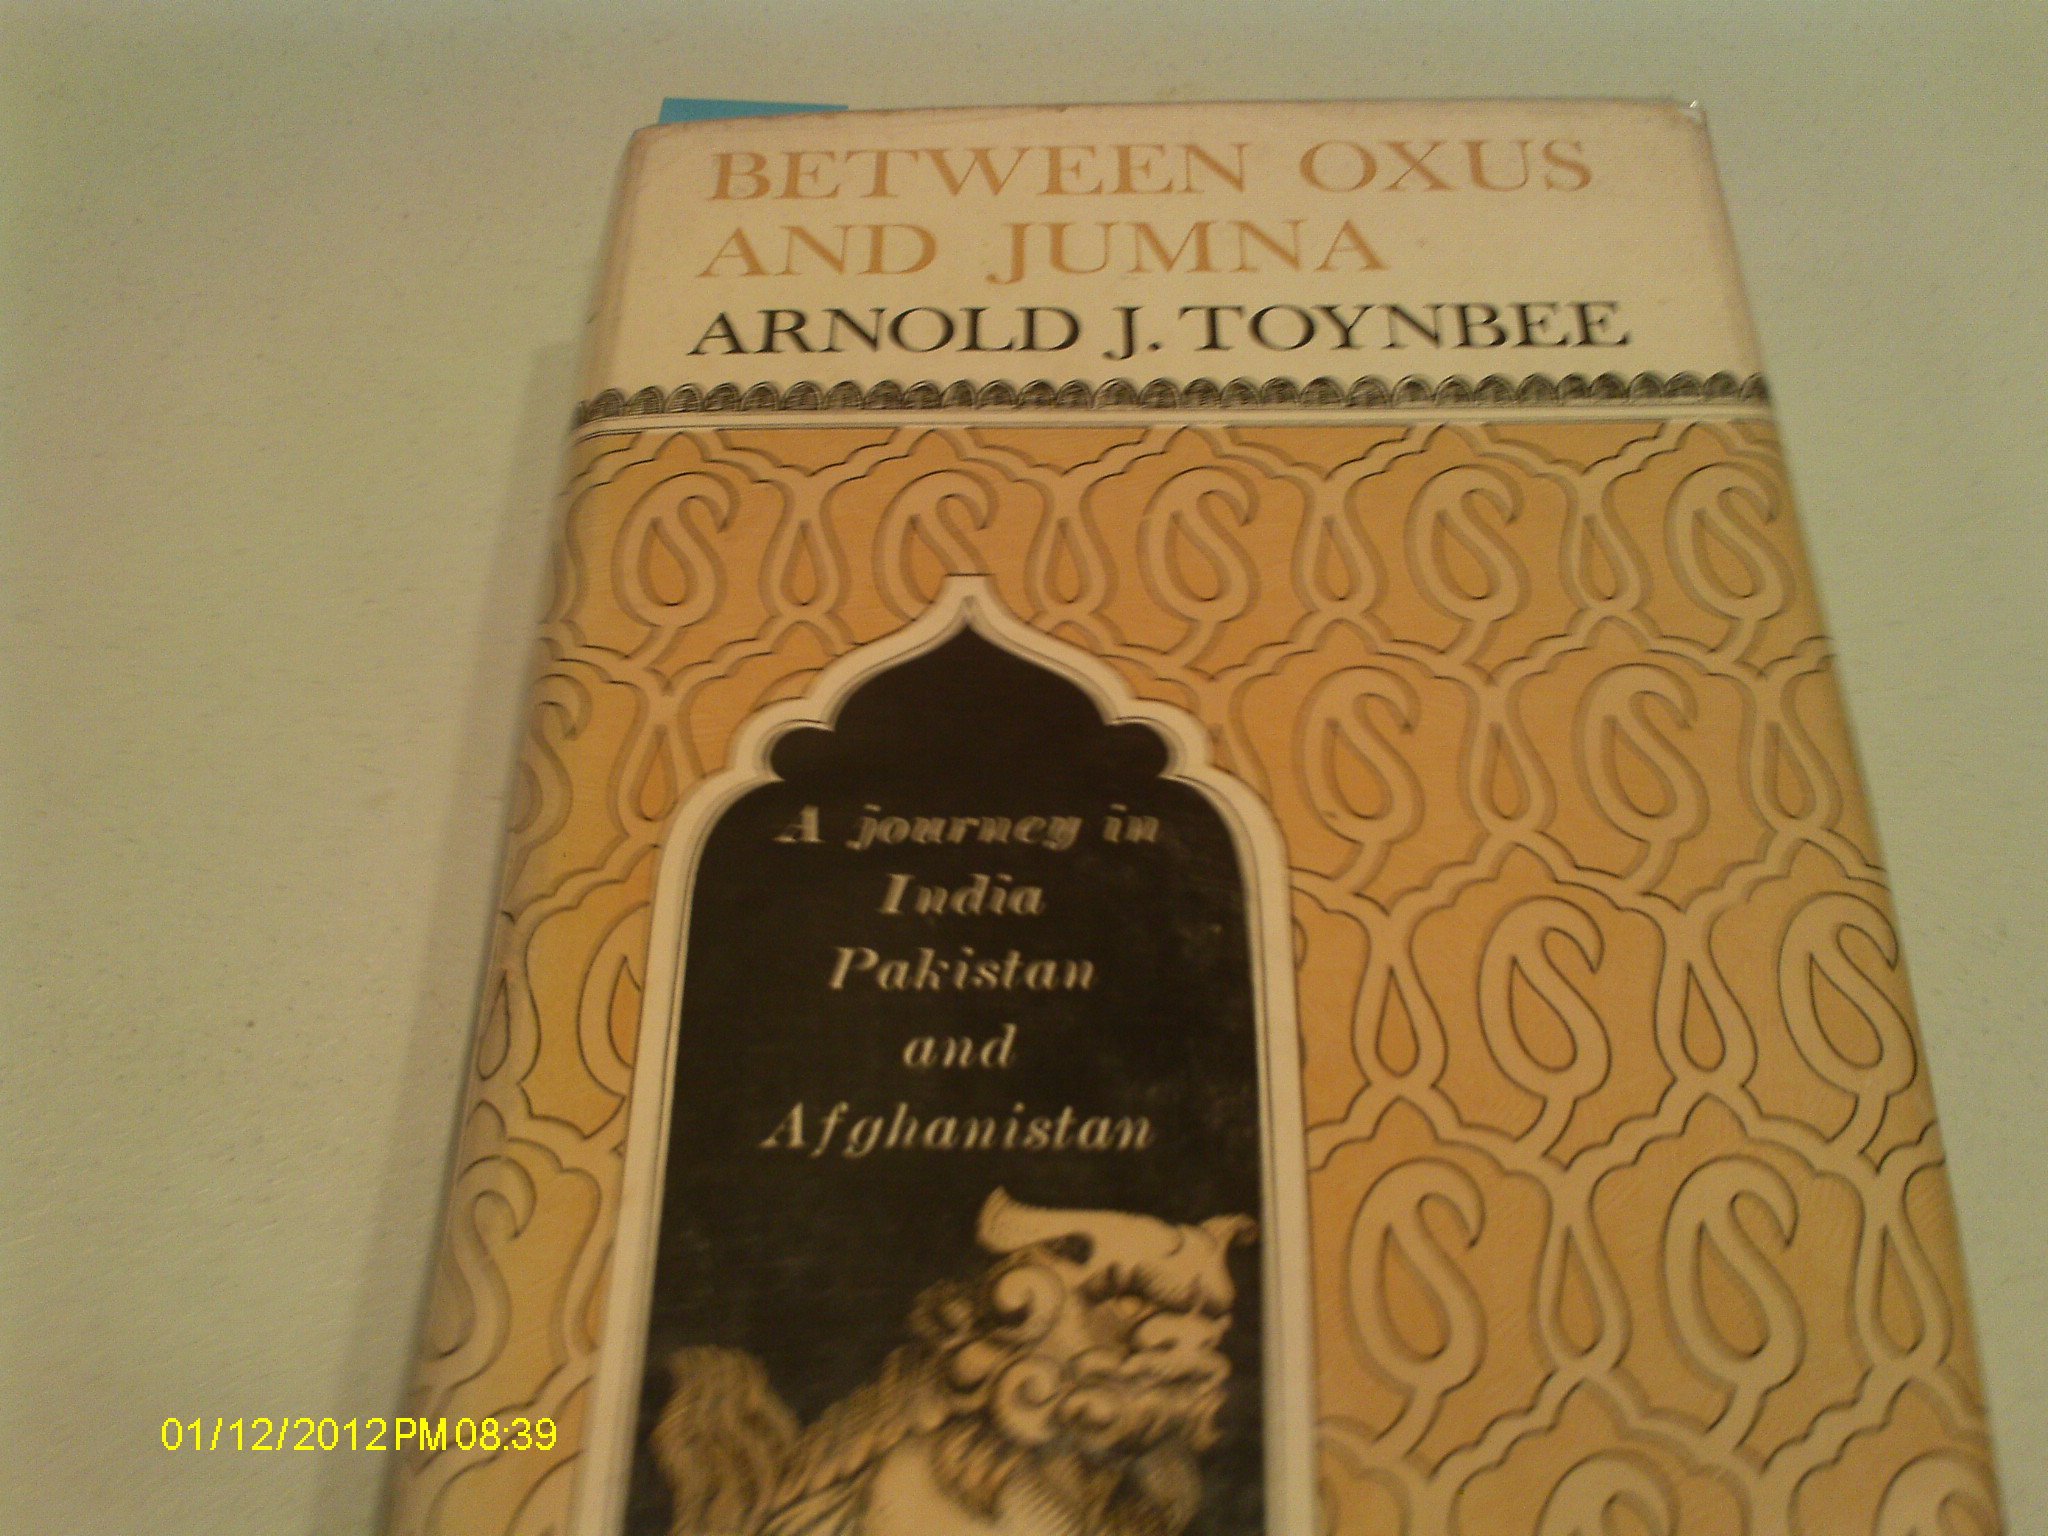 BETWEEN OXUS
AND JUMNA
ARNOLD J. TOYNBEE
A journey in
India
Pakistan
and
Afghanistan
01/12/2012PM08:39